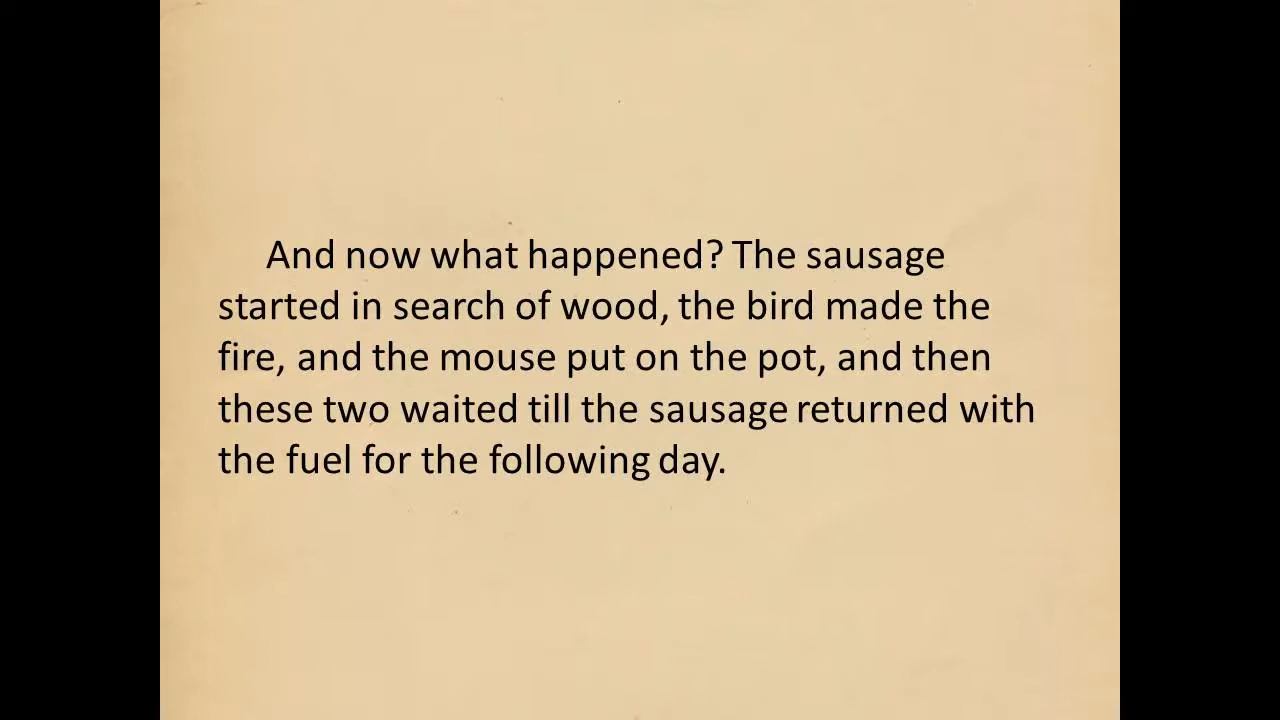 And now what happened? The sausage
started in search of wood, the bird made the
fire, and the mouse put on the pot, and then
these two waited till the sausage returned with
the fuel for the following day.